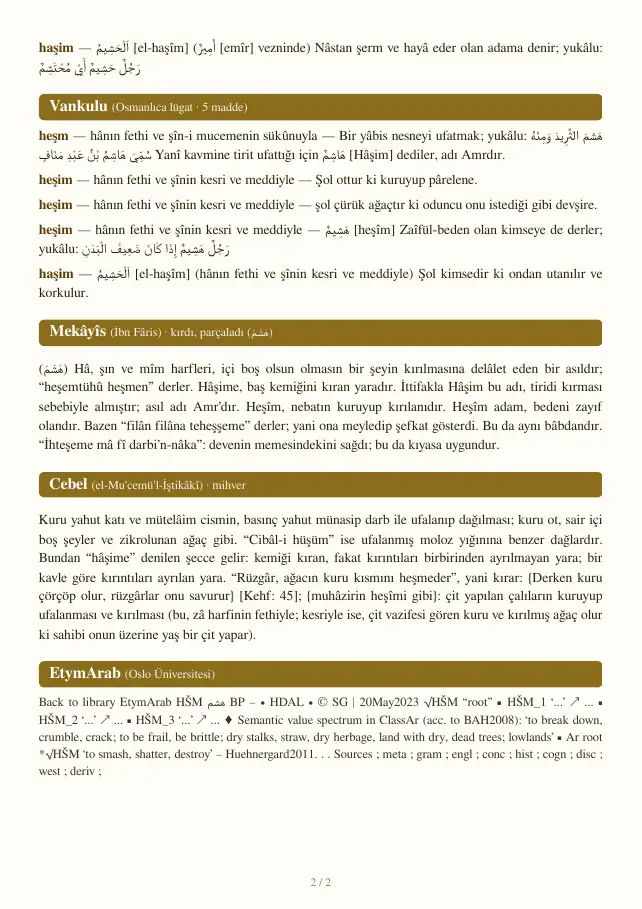 haşim — اَلْحَشِيمُ [el-haşîm] (أَمِيرٌ [emîr] vezninde) Nâstan şerm ve hayâ eder olan adama denir; yukâlu:
رَجُلٌ حَشِيمٌ أَيْ مُحْتَشِمٌ
Vankulu (Osmanlıca lügat · 5 madde)
heşm — hânın fethi ve şîn-i mucemenin sükûnuyla — Bir yâbis nesneyi ufatmak; yukâlu: هَشَمَ الثَّرِيدَ وَمِنْهُ
سُمِّيَ هَاشِمُ بْنُ عَبْدِ مَنَافٍ Yanî kavmine tirit ufattığı için هَاشِمٌ [Hâşim] dediler, adı Amrdır.
heşim — hânın fethi ve şînin kesri ve meddiyle — Şol ottur ki kuruyup pârelene.
heşim — hânın fethi ve şînin kesri ve meddiyle — şol çürük ağaçtır ki oduncu onu istediği gibi devşire.
heşim — hânın fethi ve şînin kesri ve meddiyle — هَشِيمٌ [heşîm] Zaîfül-beden olan kimseye de derler;
yukâlu: رَجُلٌ هَشِيمٌ إِذَا كَانَ ضَعِيفَ الْبَدَنِ
haşim — اَلْحَشِيمُ [el-haşîm] (hânın fethi ve şînin kesri ve meddiyle) Şol kimsedir ki ondan utanılır ve
korkulur.
Mekâyîs (İbn Fâris) · kırdı, parçaladı (هَشَمَ)
(هَشَمَ) Hâ, şın ve mîm harfleri, içi boş olsun olmasın bir şeyin kırılmasına delâlet eden bir asıldır;
“heşemtühû heşmen” derler. Hâşime, baş kemiğini kıran yaradır. İttifakla Hâşim bu adı, tiridi kırması
sebebiyle almıştır; asıl adı Amr’dır. Heşîm, nebatın kuruyup kırılanıdır. Heşîm adam, bedeni zayıf
olandır. Bazen “filân filâna teheşşeme” derler; yani ona meyledip şefkat gösterdi. Bu da aynı bâbdandır.
“İhteşeme mâ fî darbi’n-nâka”: devenin memesindekini sağdı; bu da kıyasa uygundur.
Cebel (el-Mu'cemü'l-İştikâkî) · mihver
Kuru yahut katı ve mütelâim cismin, basınç yahut münasip darb ile ufalanıp dağılması; kuru ot, sair içi
boş şeyler ve zikrolunan ağaç gibi. “Cibâl-i hüşüm” ise ufalanmış moloz yığınına benzer dağlardır.
Bundan “hâşime” denilen şecce gelir: kemiği kıran, fakat kırıntıları birbirinden ayrılmayan yara; bir
kavle göre kırıntıları ayrılan yara. “Rüzgâr, ağacın kuru kısmını heşmeder”, yani kırar: {Derken kuru
çörçöp olur, rüzgârlar onu savurur} [Kehf: 45]; {muhâzirin heşîmi gibi}: çit yapılan çalıların kuruyup
ufalanması ve kırılması (bu, zâ harfinin fethiyle; kesriyle ise, çit vazifesi gören kuru ve kırılmış ağaç olur
ki sahibi onun üzerine yaş bir çit yapar).
EtymArab (Oslo Üniversitesi)
Back to library EtymArab HŠM هشم BP – • HDAL • © SG | 20May2023 √HŠM “root” ▪ HŠM_1 ‘...’ ↗ ... ▪
HŠM_2 ‘...’ ↗ ... ▪ HŠM_3 ‘...’ ↗ ... ♦ Semantic value spectrum in ClassAr (acc. to BAH2008): ‘to break down,
crumble, crack; to be frail, be brittle; dry stalks, straw, dry herbage, land with dry, dead trees; lowlands’ ▪ Ar root
*√HŠM ‘to smash, shatter, destroy’ – Huehnergard2011. . . Sources ; meta ; gram ; engl ; conc ; hist ; cogn ; disc ;
west ; deriv ;
2 / 2